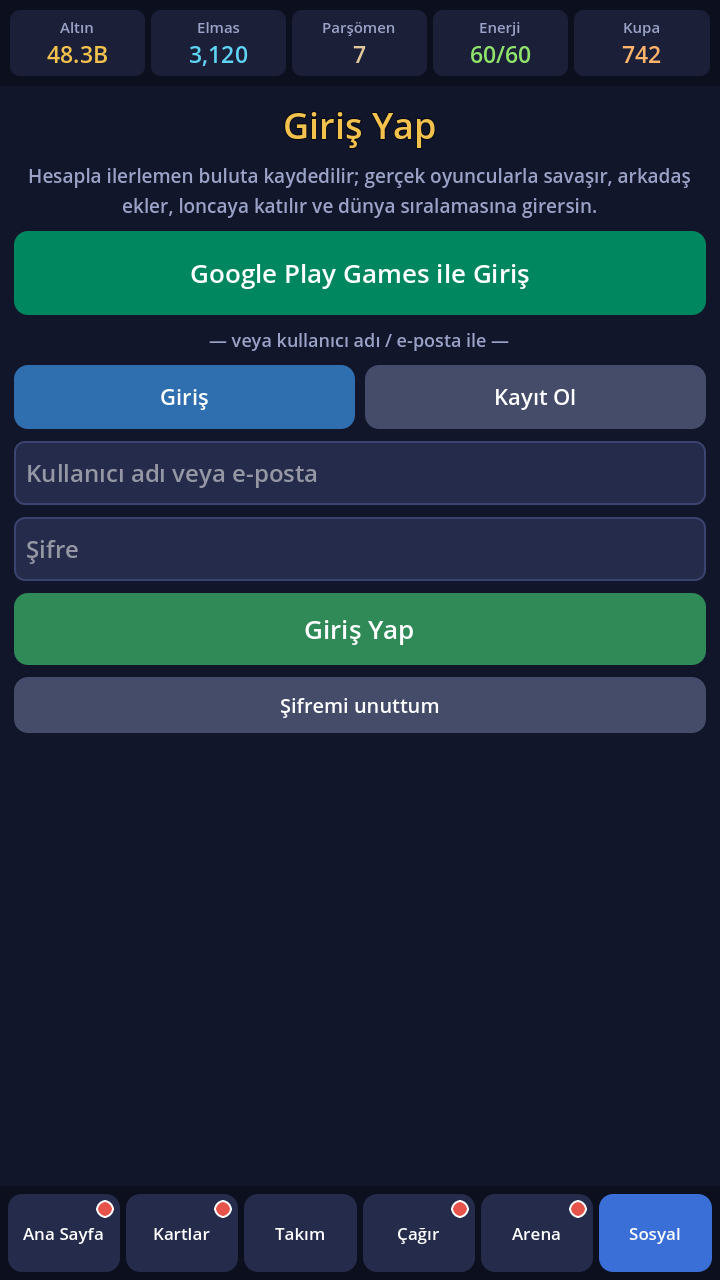 Altın
48.3B
Elmas
3,120
Parşömen
7
Enerji
60/60
Kupa
742
Giriş Yap
Hesapla ilerlemen buluta kaydedilir; gerçek oyuncularla savaşır, arkadaş
ekler, loncaya katılır ve dünya sıralamasına girersin.
Google Play Games ile Giriş
— veya kullanıcı adı / e-posta ile —
Giriş
Kayıt Ol
Kullanıcı adı veya e-posta
Şifre
Giriş Yap
Şifremi unuttum
Ana Sayfa
Kartlar
Takım
Çağır
Arena
Sosyal